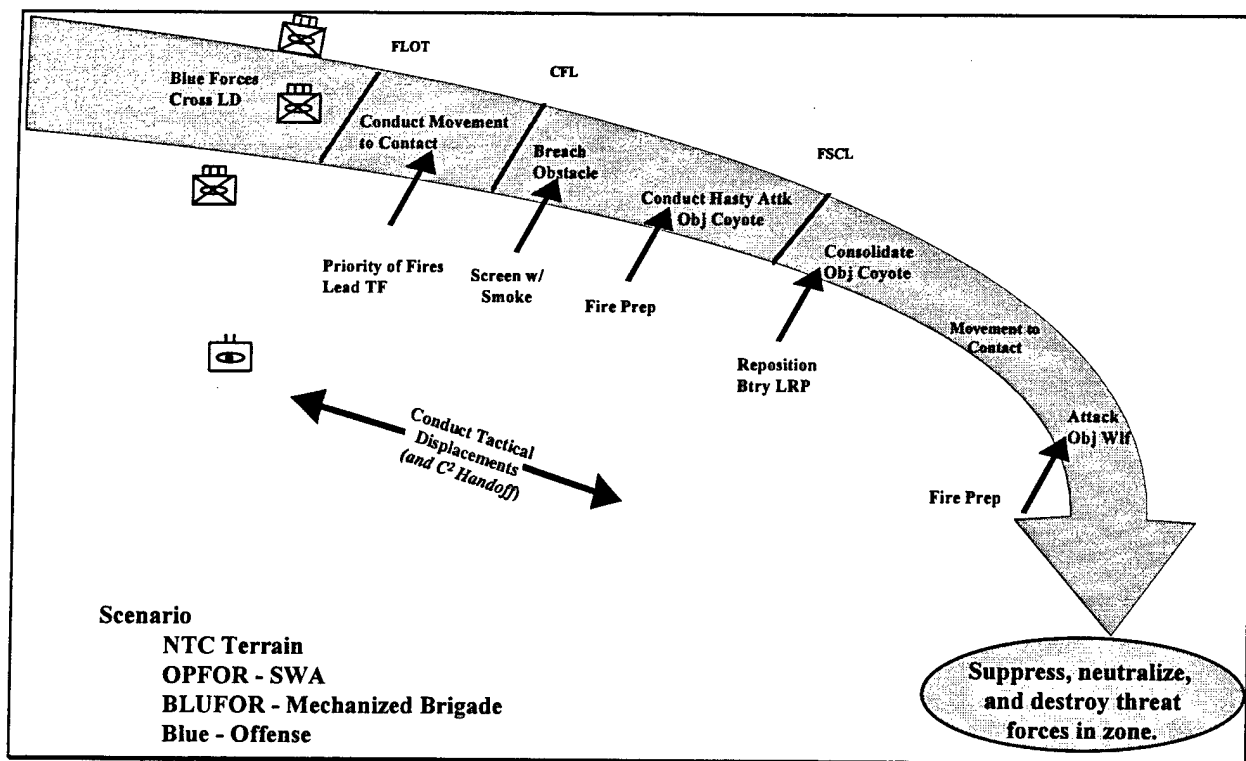 FLOT
Blue Forces
Cross LD
CFL
Conduct Movement
to Contact
Breach
Obstacle
FSCL
Conduct Hasty Attk
Obj Coyote
Consolidate
Obj Coyote
Priority of Fires
Lead TF
Screen w/
Smoke
Fire Prep
Reposition
Btry LRP
Movement to
Contact
Attack
Obj Wlf
Fire Prep
Conduct Tactical
Displacements
(and C² Handoff)
Scenario
NTC Terrain
OPFOR - SWA
BLUFOR - Mechanized Brigade
Blue - Offense
Suppress, neutralize,
and destroy threat
forces in zone.